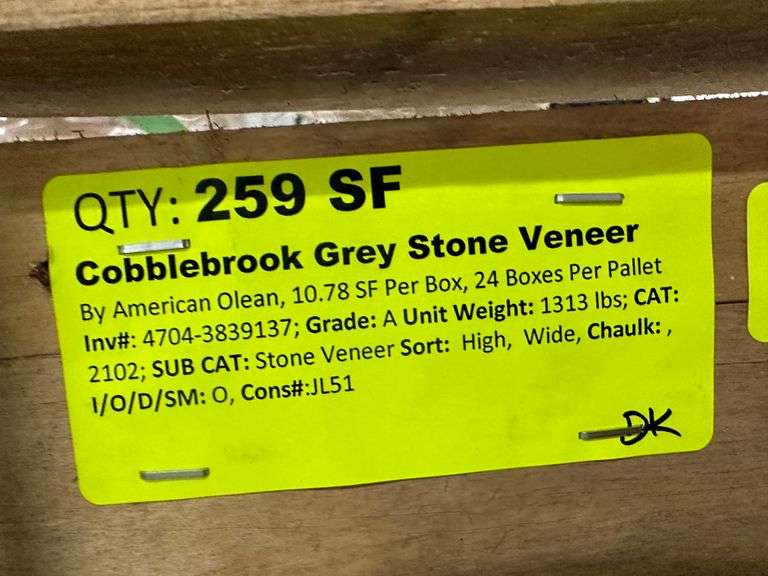 QTY: 259 SF
Cobblebrook Grey Stone Veneer
By American Olean, 10.78 SF Per Box, 24 Boxes Per Pallet
Inv#: 4704-3839137; Grade: A Unit Weight: 1313 lbs; CAT:
2102; SUB CAT: Stone Veneer Sort:  High,  Wide, Chaulk: ,
I/O/D/SM: O, Cons#:JL51
DK